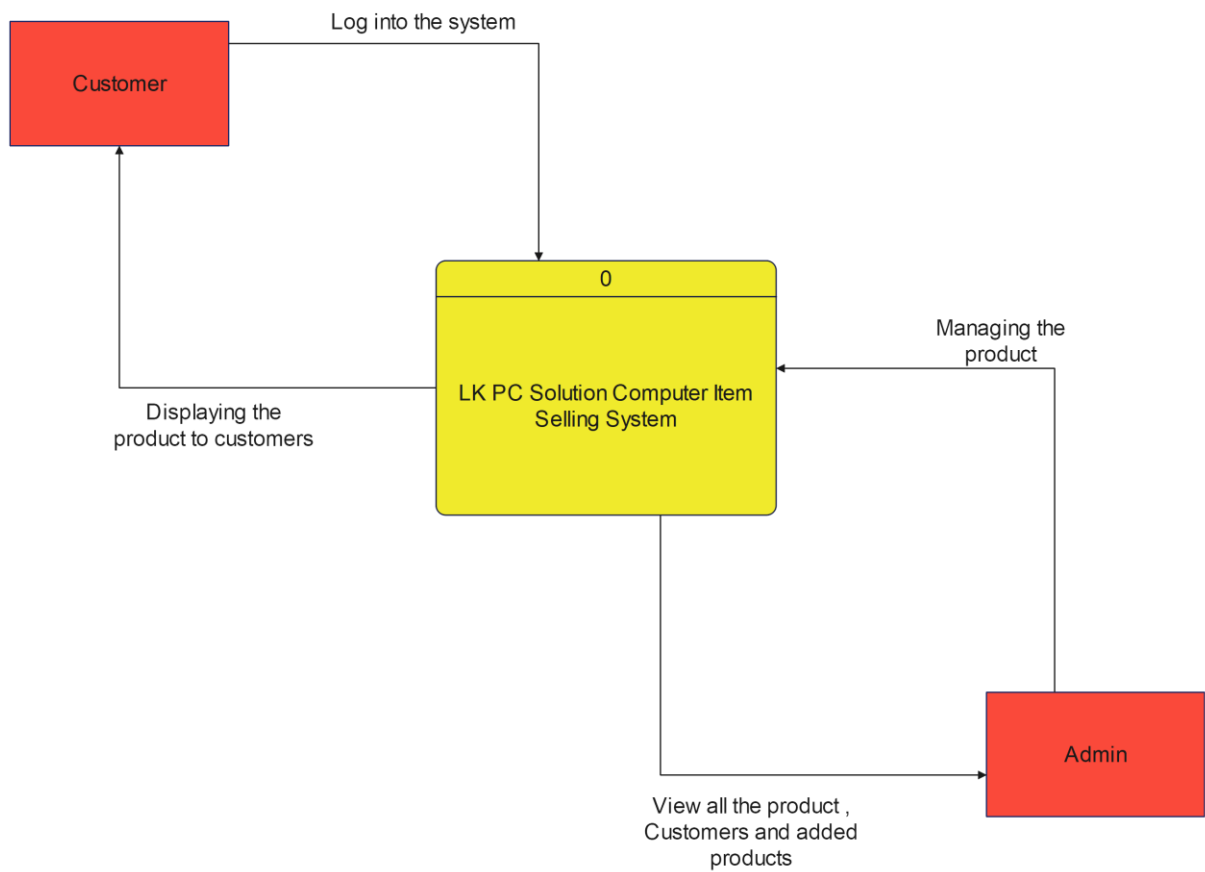 Log into the system
Customer
0
Managing the
product
LK PC Solution Computer Item
Selling System
Displaying the
product to customers
Admin
View all the product ,
Customers and added
products